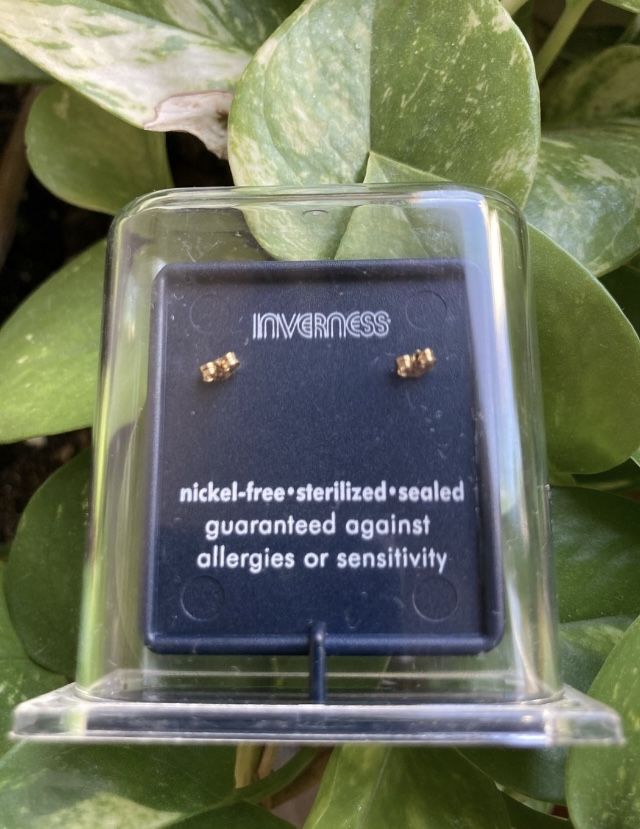 INVERNESS
nickel-free•sterilized•sealed
guaranteed against
allergies or sensitivity